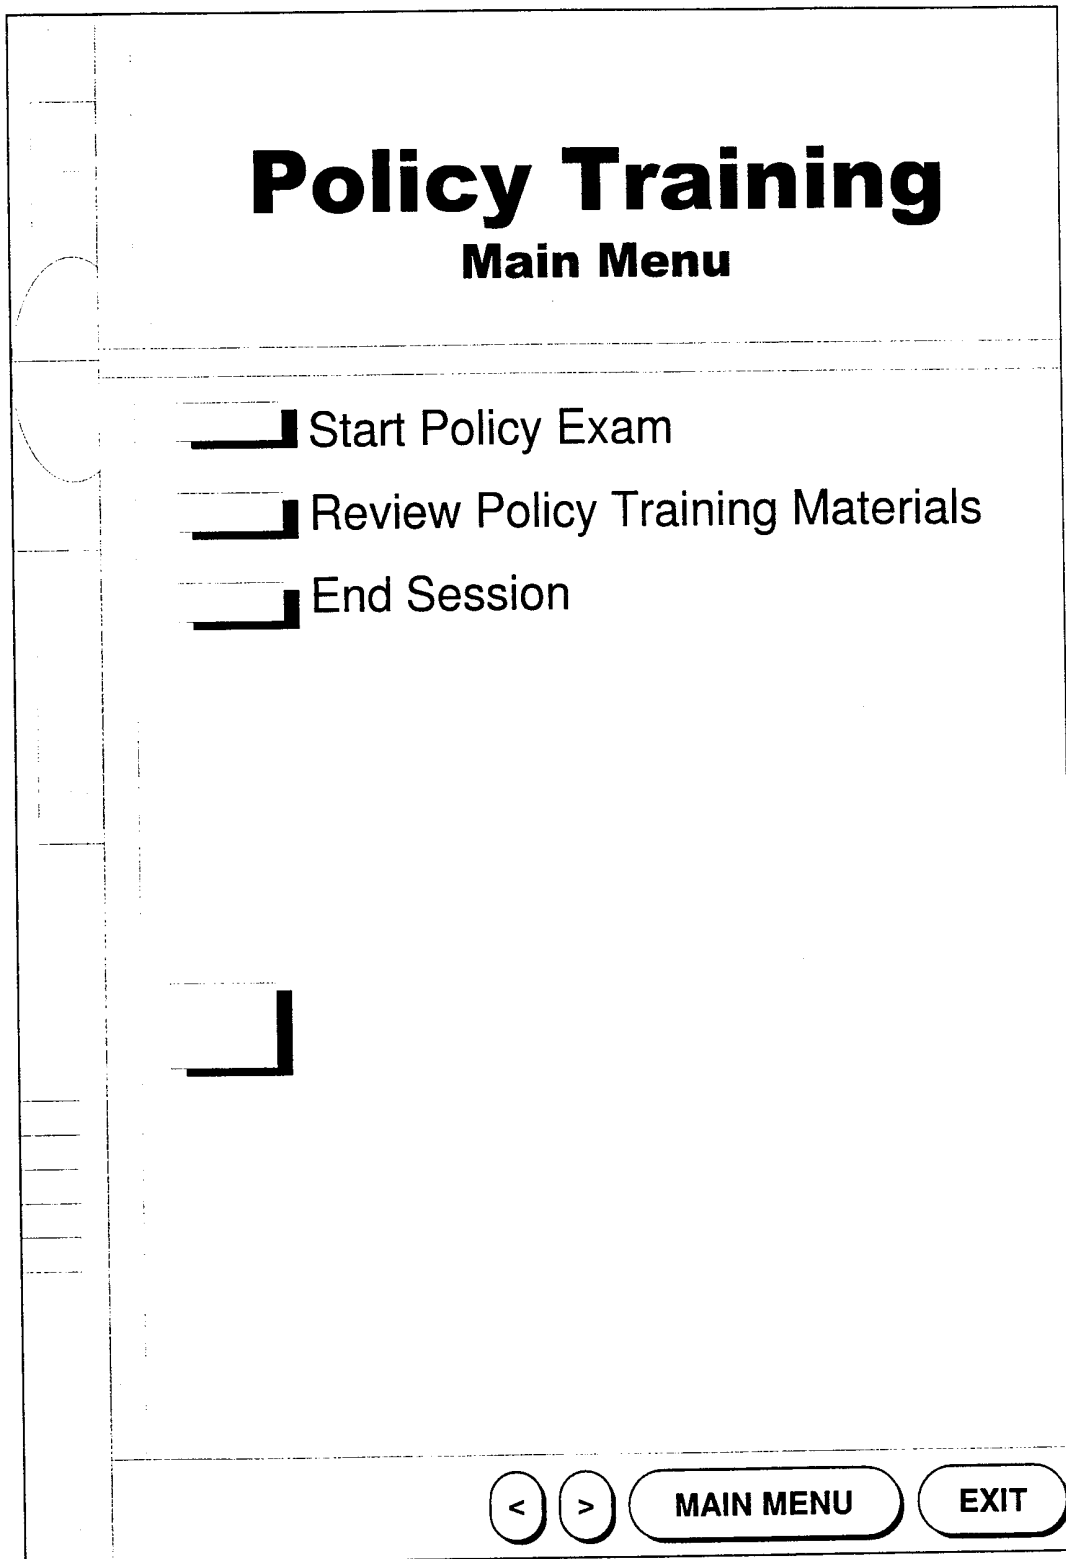 Policy Training
Main Menu
Start Policy Exam
Review Policy Training Materials
End Session
< > MAIN MENU EXIT